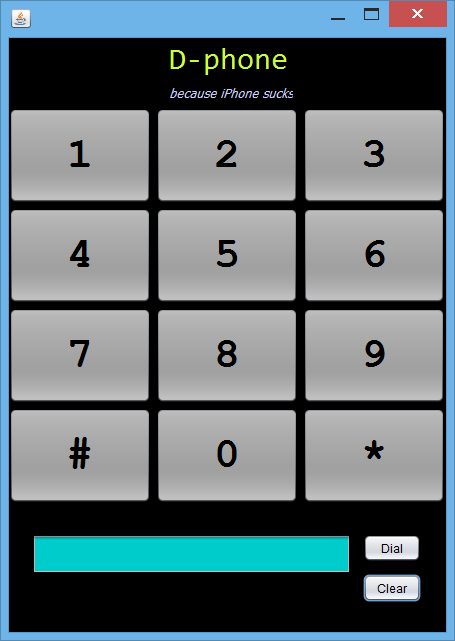 D-phone
because iPhone sucks
1 2 3
4 5 6
7 8 9
# 0 *
Dial
Clear